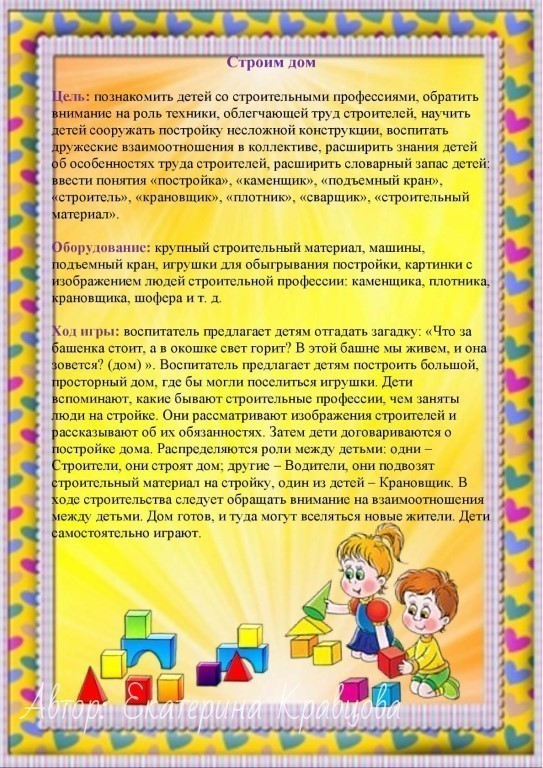 Строим дом
Цель: познакомить детей со строительными профессиями, обратить
внимание на роль техники, облегчающей труд строителей, научить
детей сооружать постройку несложной конструкции, воспитать
дружеские взаимоотношения в коллективе, расширить знания детей
об особенностях труда строителей, расширить словарный запас детей:
ввести понятия «постройка», «каменщик», «подъемный кран»,
«строитель», «крановщик», «плотник», «сварщик», «строительный
материал».
Оборудование: крупный строительный материал, машины,
подъемный кран, игрушки для обыгрывания постройки, картинки с
изображением людей строительной профессии: каменщика, плотника,
крановщика, шофера и т. д.
Ход игры: воспитатель предлагает детям отгадать загадку: «Что за
башенка стоит, а в окошке свет горит? В этой башне мы живем, и она
зовется? (дом) ». Воспитатель предлагает детям построить большой,
просторный дом, где бы могли поселиться игрушки. Дети
вспоминают, какие бывают строительные профессии, чем заняты
люди на стройке. Они рассматривают изображения строителей и
рассказывают об их обязанностях. Затем дети договариваются о
постройке дома. Распределяются роли между детьми: одни –
Строители, они строят дом; другие – Водители, они подвозят
строительный материал на стройку, один из детей – Крановщик. В
ходе строительства следует обращать внимание на взаимоотношения
между детьми. Дом готов, и туда могут вселяться новые жители. Дети
самостоятельно играют.
Автор: Екатерина Кравцова